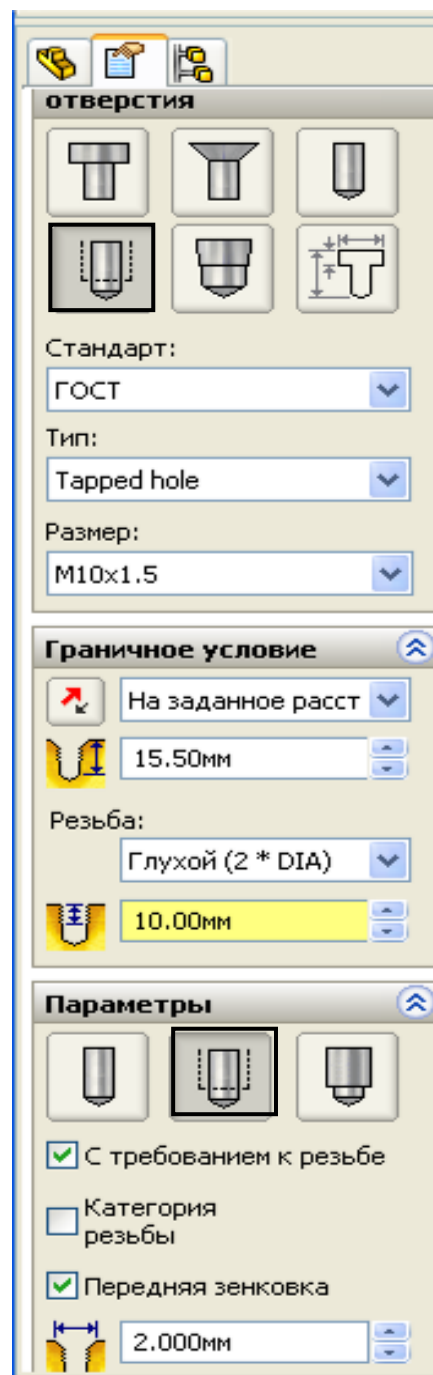 отверстия
Стандарт:
ГОСТ
Тип:
Tapped hole
Размер:
M10x1.5
Граничное условие
На заданное расст
15.50мм
Резьба:
Глухой (2 * DIA)
10.00мм
Параметры
С требованием к резьбе
Категория
резьбы
Передняя зенковка
2.000мм